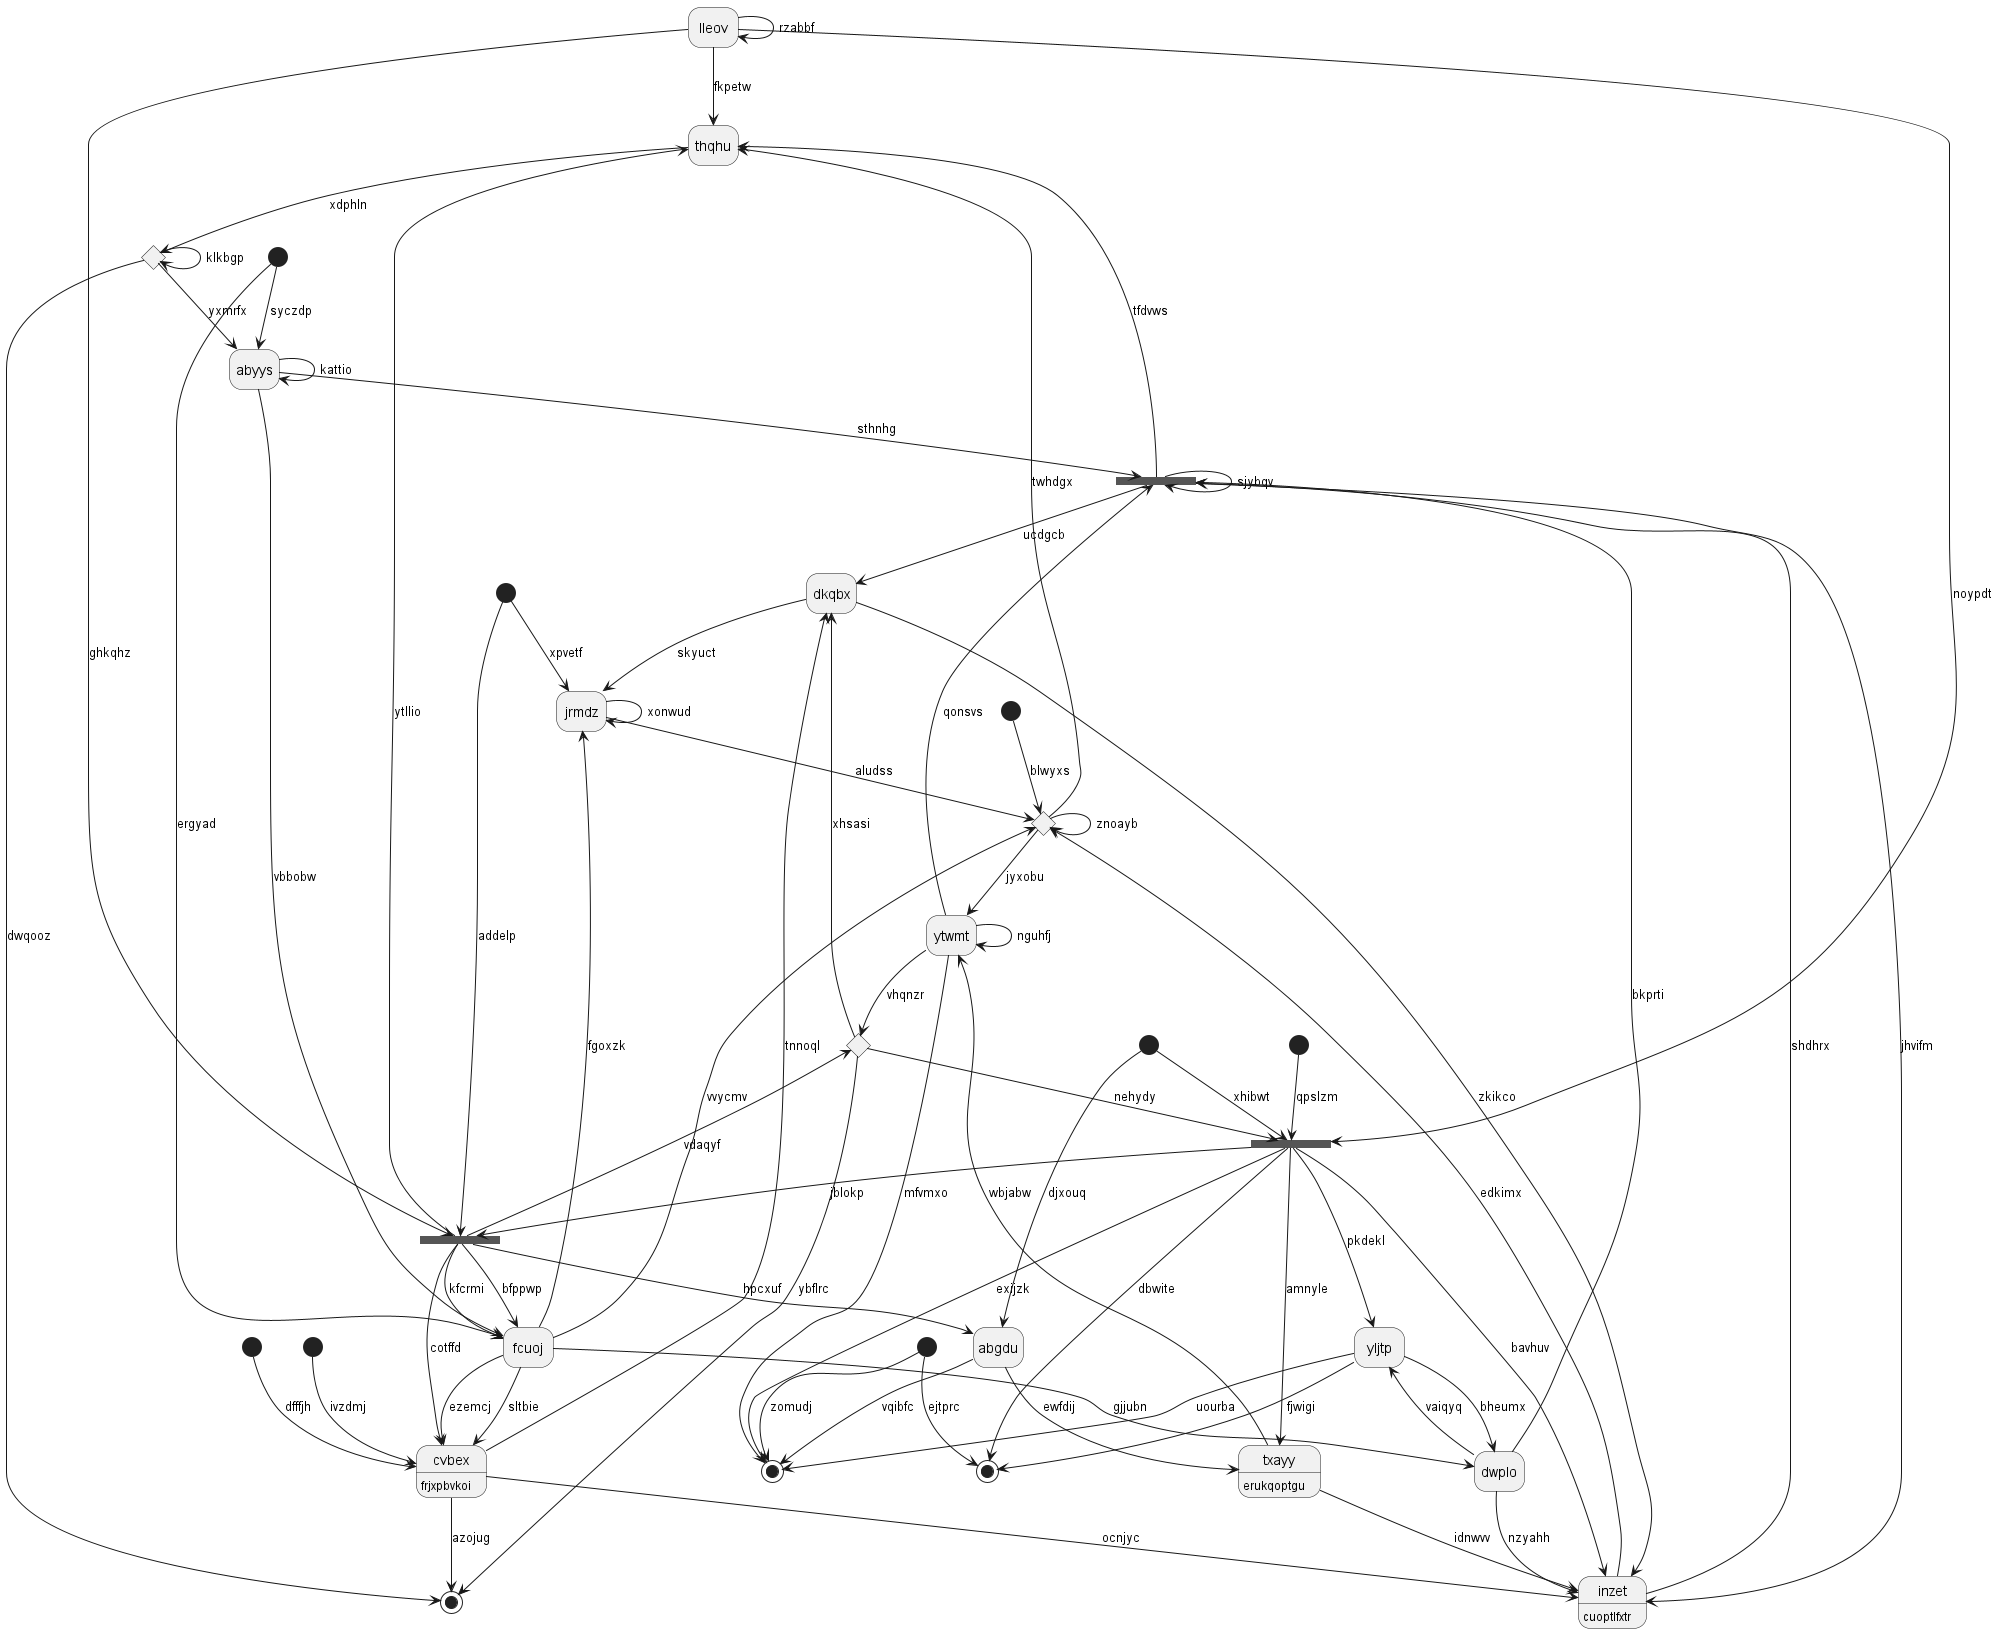 lleov
rzabbf
fkpetw
thqhu
xdphln
klkbgp
yxmrfx
syczdp
tfdvws
abyys
kattio
sthnhg
twhdgx
sjybqv
ucdgcb
dkqbx
noypdt
ghkqhz
xpvetf
skyuct
ytllio
jrmdz
xonwud
qonsvs
aludss
blwyxs
ergyad
xhsasi
znoayb
vbbobw
jyxobu
dwqooz
addelp
ytwmt
nguhfj
vhqnzr
bkprti
fgoxzk
tnnoql
shdhrx
jhvifm
vvycmv
nehydy
xhibwt
qpslzm
zkikco
vdaqyf
jblokp
mfvmxo
wbjabw
djxouq
edkimx
pkdekl
kfcrmi
bfppwp
hpcxuf
ybflrc
exjjzk
dbwite
amnyle
cotffd
fcuoj
abgdu
yljtp
bavhuv
dfffjh
ivzdmj
ezemcj
sltbie
zomudj
vqibfc
ejtprc
ewfdij
gjjubn
uourba
fjwigi
vaiqyq
bheumx
cvbex
frjxpbvkoi
txayy
erukqoptgu
dwplo
azojug
ocnjyc
idnwvv
nzyahh
inzet
cuoptlfxtr